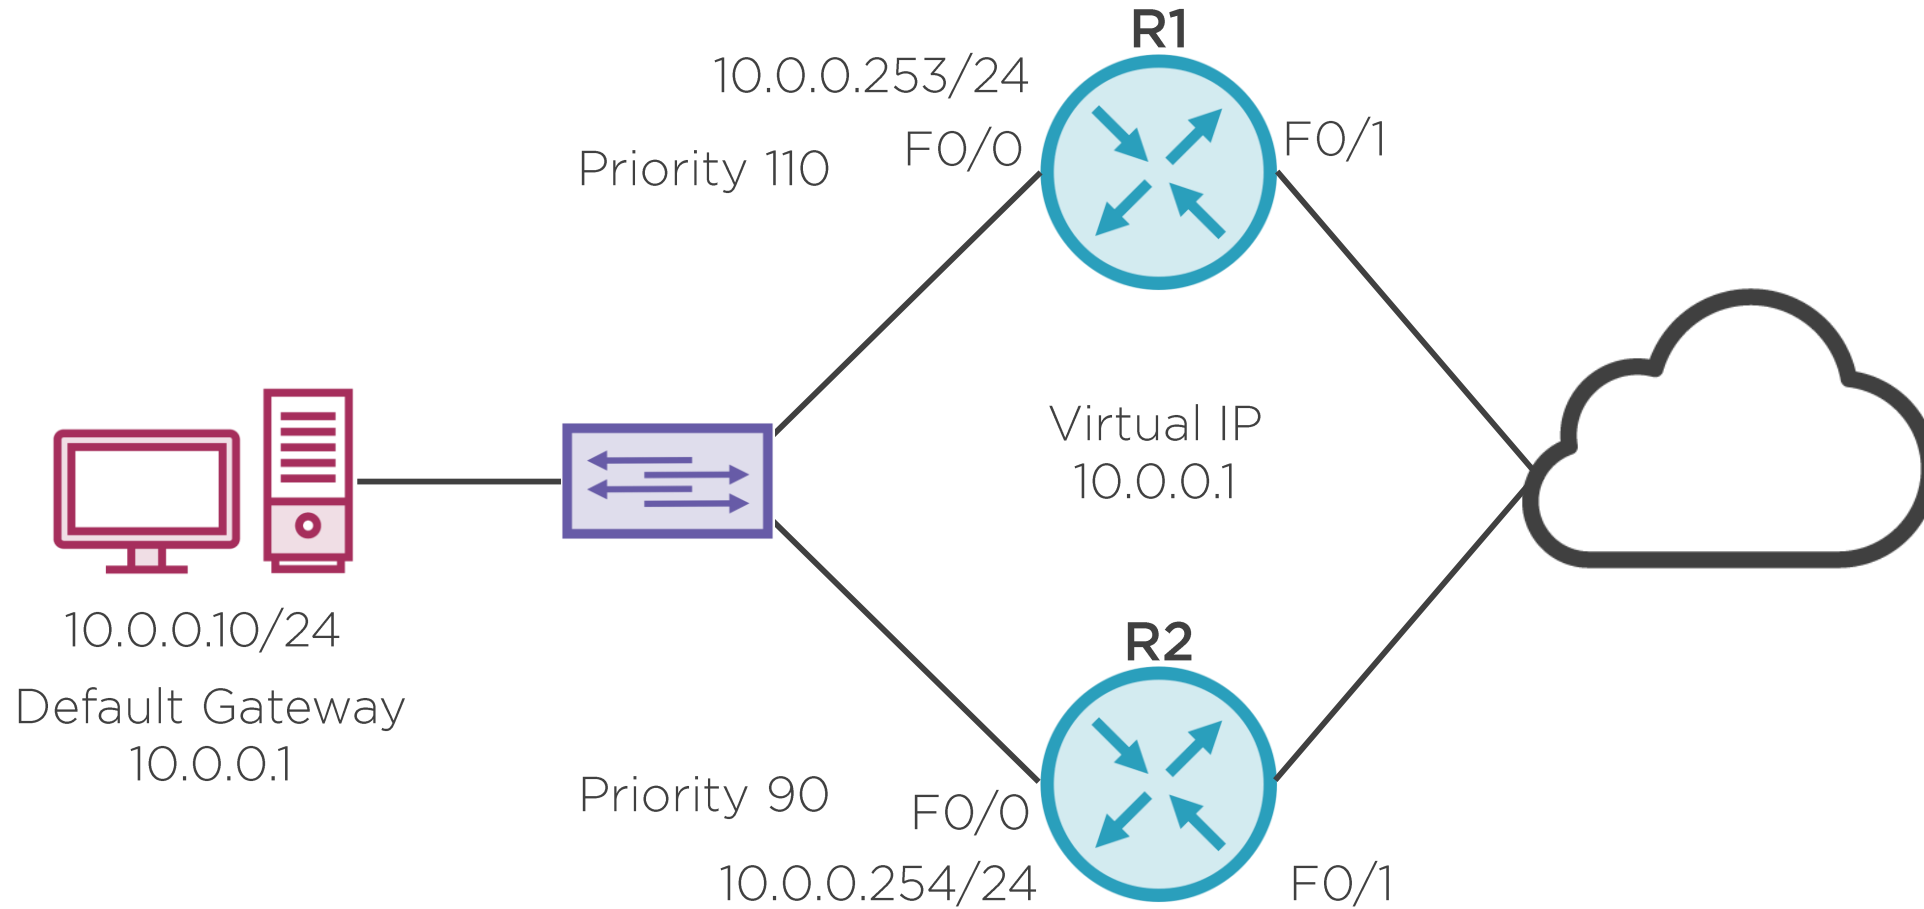 R1
10.0.0.253/24
F0/0
F0/1
Priority 110
Virtual IP
10.0.0.1
10.0.0.10/24
Default Gateway
10.0.0.1
R2
Priority 90
F0/0
10.0.0.254/24
F0/1